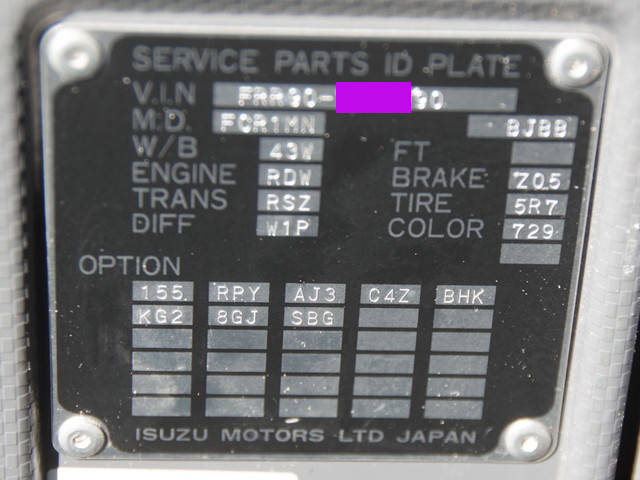 SERVICE PARTS ID PLATE
V.I.N FRR90- 90
M.D. FCR1MN BJBB
W/B 43W FT
ENGINE RDW BRAKE Z05
TRANS RSZ TIRE 5R7
DIFF W1P COLOR 729
OPTION
155 RPY AJ3 C4Z BHK
KG2 8GJ SBG
ISUZU MOTORS LTD JAPAN